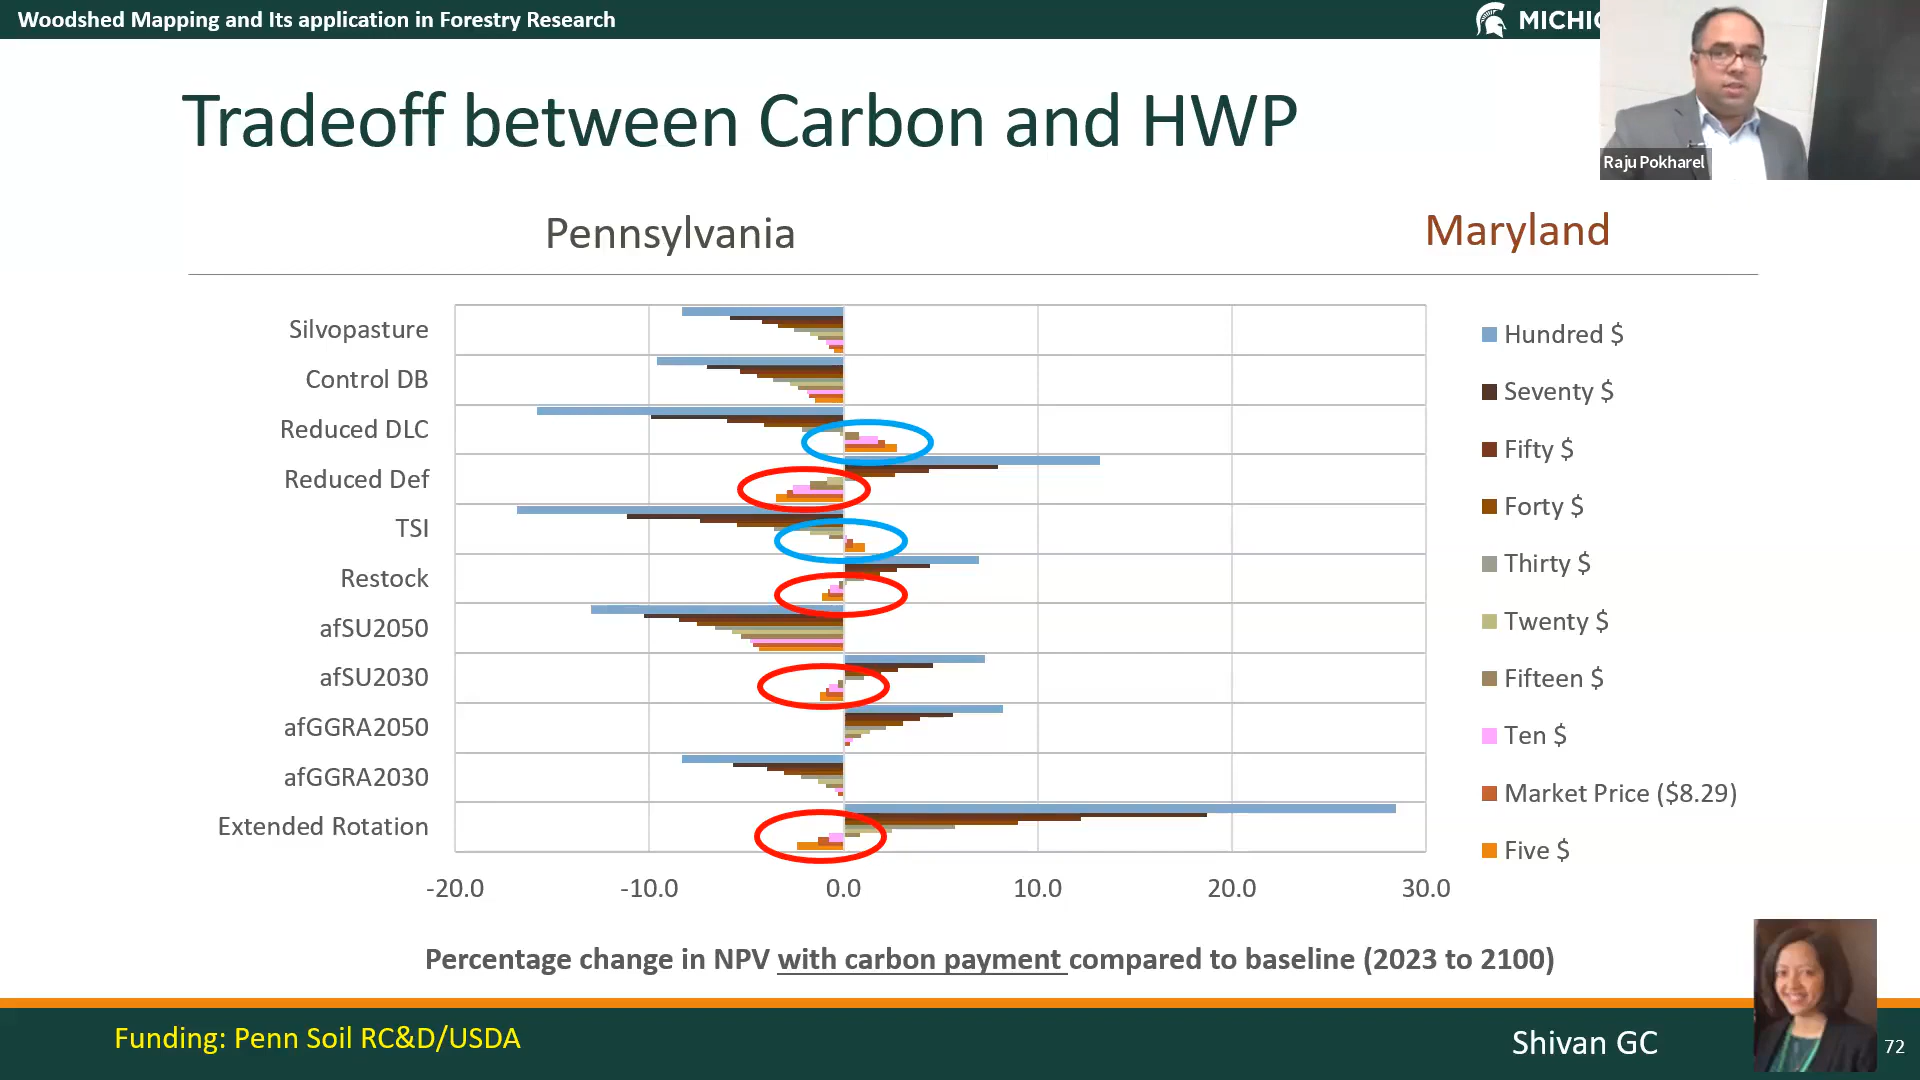 Woodshed Mapping and Its application in Forestry Research
Raju Pokharel
Tradeoff between Carbon and HWP
Pennsylvania
Maryland
Silvopasture
Control DB
Reduced DLC
Reduced Def
TSI
Restock
afSU2050
afSU2030
afGGRA2050
afGGRA2030
Extended Rotation
-20.0 -10.0 0.0 10.0 20.0 30.0
Hundred $
Seventy $
Fifty $
Forty $
Thirty $
Twenty $
Fifteen $
Ten $
Market Price ($8.29)
Five $
Percentage change in NPV with carbon payment compared to baseline (2023 to 2100)
Funding: Penn Soil RC&D/USDA
Shivan GC
72